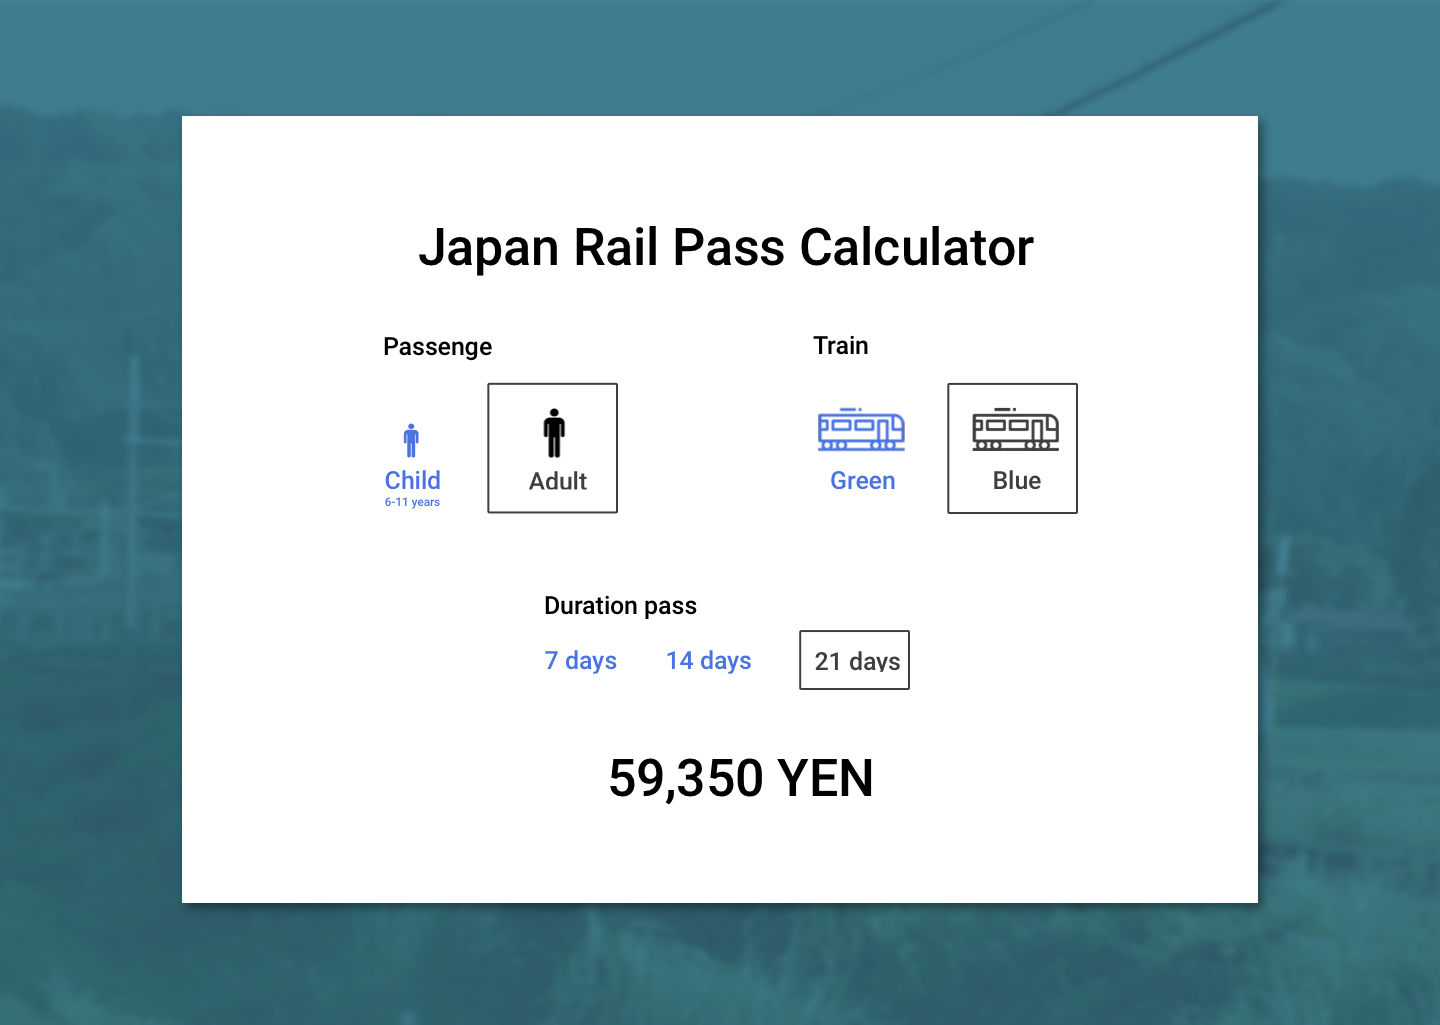 Japan Rail Pass Calculator
Passenge
Train
Child
6-11 years
Adult
Green
Blue
Duration pass
7 days
14 days
21 days
59,350 YEN